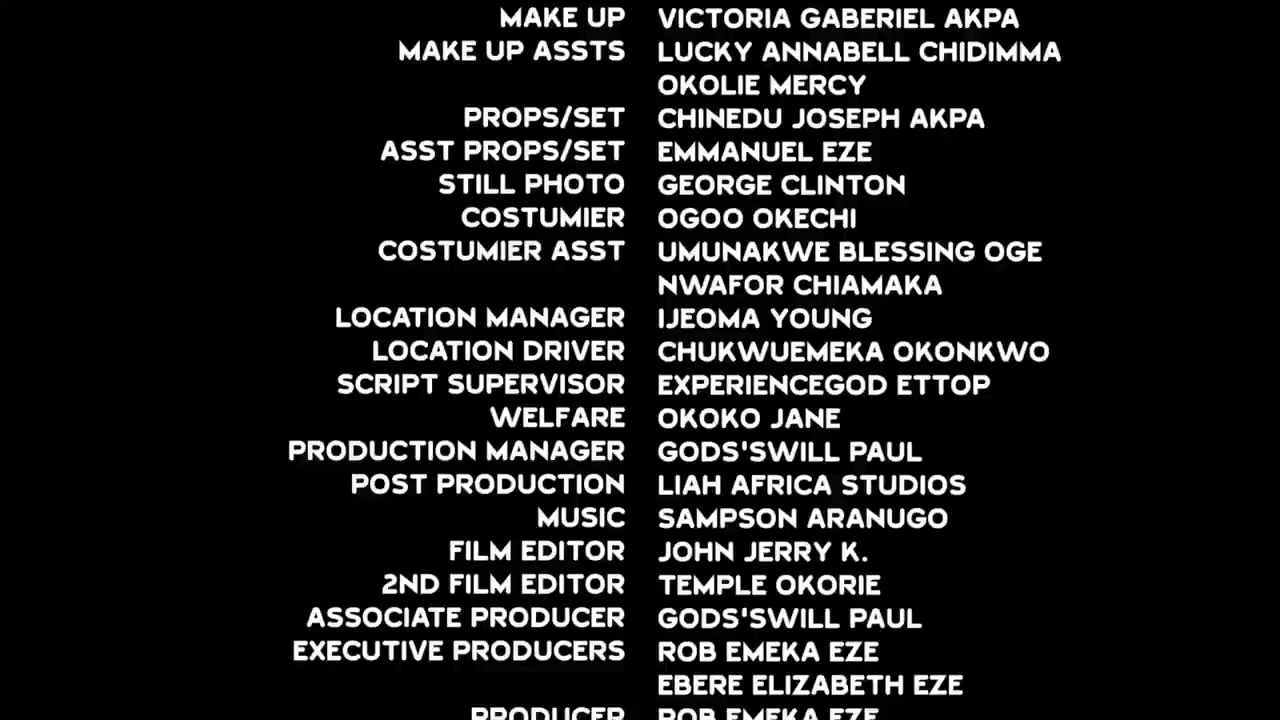 MAKE UP VICTORIA GABERIEL AKPA
MAKE UP ASSTS LUCKY ANNABELL CHIDIMMA
OKOLIE MERCY
PROPS/SET CHINEDU JOSEPH AKPA
ASST PROPS/SET EMMANUEL EZE
STILL PHOTO GEORGE CLINTON
COSTUMIER OGOO OKECHI
COSTUMIER ASST UMUNAKWE BLESSING OGE
NWAFOR CHIAMAKA
LOCATION MANAGER IJEOMA YOUNG
LOCATION DRIVER CHUKWUEMEKA OKONKWO
SCRIPT SUPERVISOR EXPERIENCEGOD ETTOP
WELFARE OKOKO JANE
PRODUCTION MANAGER GODS'SWILL PAUL
POST PRODUCTION LIAH AFRICA STUDIOS
MUSIC SAMPSON ARANUGO
FILM EDITOR JOHN JERRY K.
2ND FILM EDITOR TEMPLE OKORIE
ASSOCIATE PRODUCER GODS'SWILL PAUL
EXECUTIVE PRODUCERS ROB EMEKA EZE
EBERE ELIZABETH EZE
PRODUCER ROB EMEKA EZE